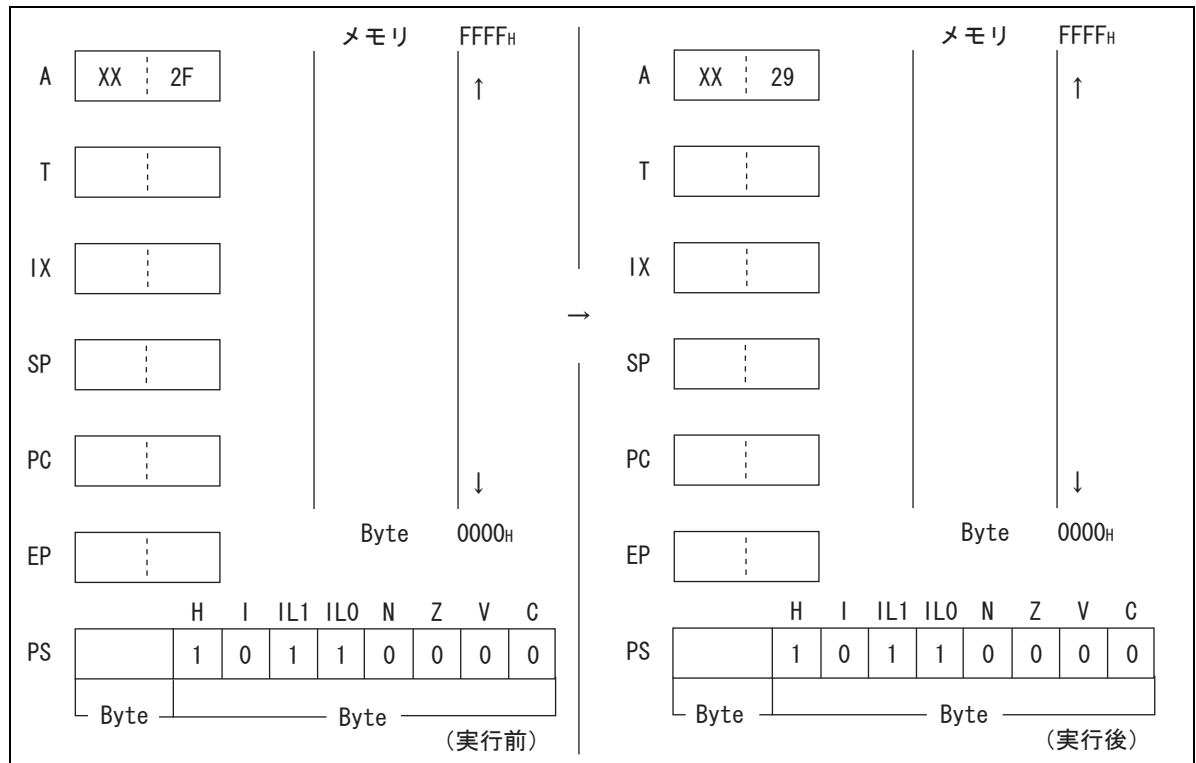 メモリ FFFFH
A XX 2F
↑
T
IX
SP
PC
↓
Byte 0000H
EP
H I IL1 IL0 N Z V C
PS 1 0 1 1 0 0 0 0
Byte Byte
(実行前)
→
メモリ FFFFH
A XX 29
↑
T
IX
SP
PC
↓
Byte 0000H
EP
H I IL1 IL0 N Z V C
PS 1 0 1 1 0 0 0 0
Byte Byte
(実行後)